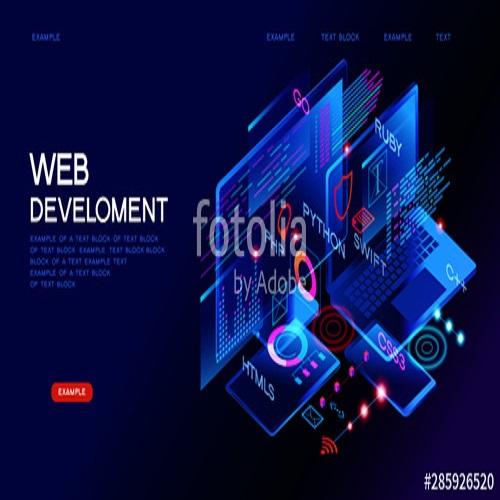 EXAMPLE
EXAMPLE
TEXT BLOCK
EXAMPLE
TEXT
GO
RUBY
WEB
DEVELOMENT
EXAMPLE OF A TEXT BLOCK OF TEXT BLOCK
OF TEXT BLOCK EXAMPLE TEXT BLOCK BLOCK
BLOCK OF A TEXT EXAMPLE TEXT
EXAMPLE OF A TEXT BLOCK
OF TEXT BLOCK
EXAMPLE
PHP
PYTHON
SWIFT
C++
CSS3
HTML5
fotolia
by Adobe
#285926520